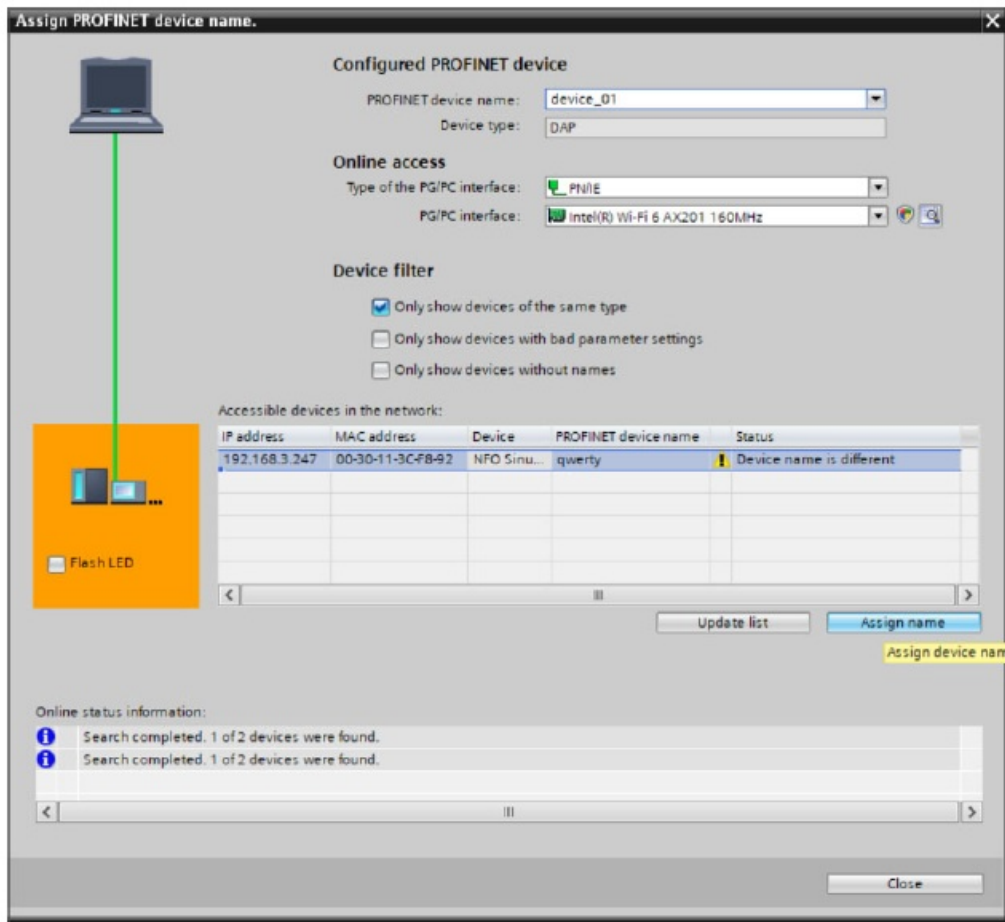 Assign PROFINET device name.
Configured PROFINET device
PROFINET device name: device_01
Device type: DAP
Online access
Type of the PG/PC interface: PN/IE
PG/PC interface: Intel(R) Wi-Fi 6 AX201 160MHz
Device filter
Only show devices of the same type
Only show devices with bad parameter settings
Only show devices without names
Accessible devices in the network:
IP address MAC address Device PROFINET device name Status
192.168.3.247 00-30-11-3C-F8-92 NFO Sinu... qwerty Device name is different
Flash LED
Update list Assign name
Assign device nam
Online status information:
Search completed. 1 of 2 devices were found.
Search completed. 1 of 2 devices were found.
Close